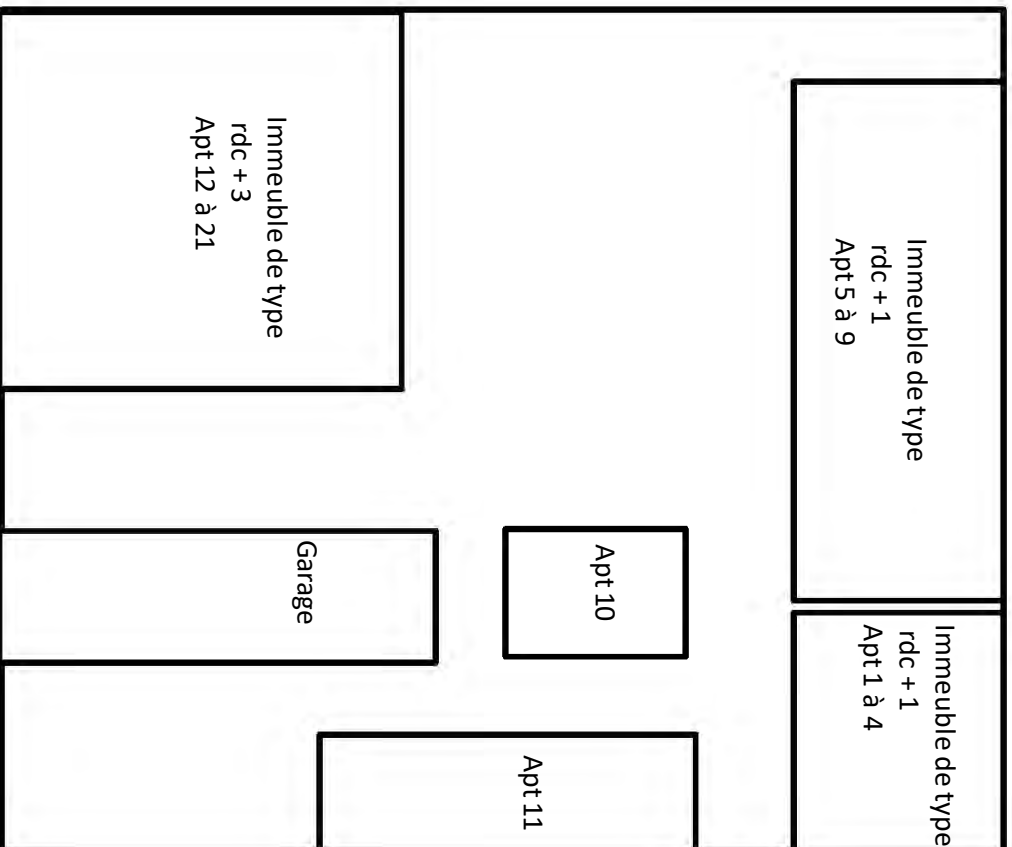 Immeuble de type
rdc + 1
Apt 1 à 4
Immeuble de type
rdc + 1
Apt 5 à 9
Apt 10
Apt 11
Garage
Immeuble de type
rdc + 3
Apt 12 à 21